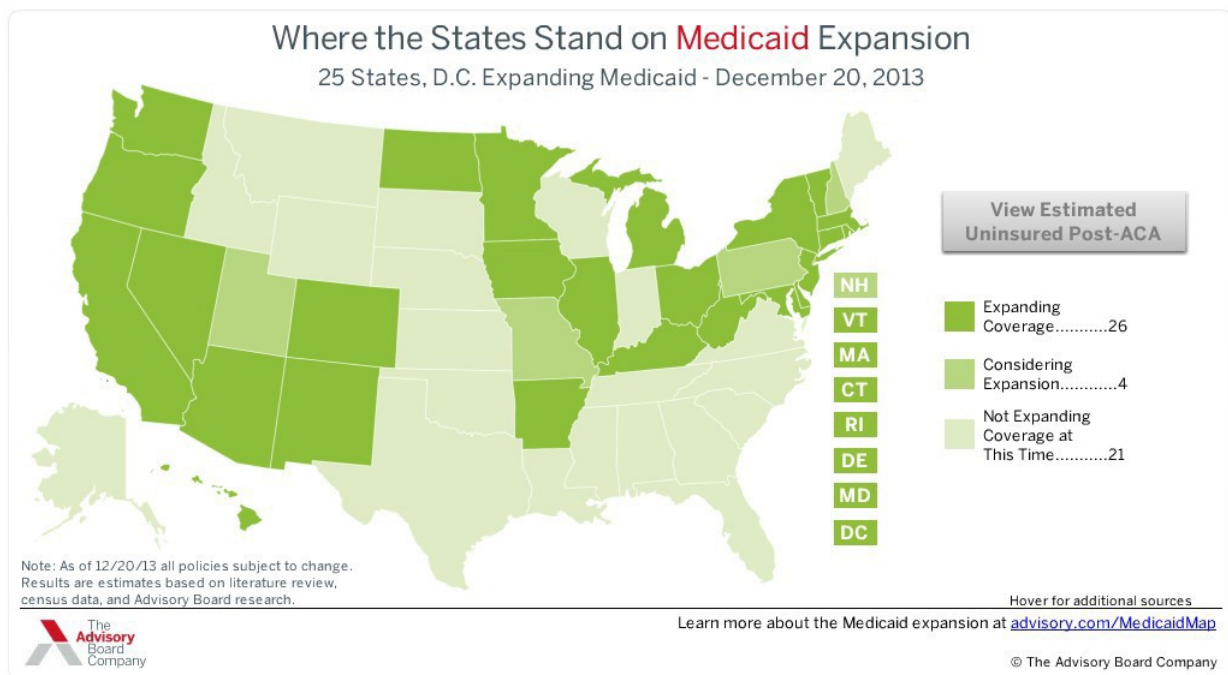 Where the States Stand on Medicaid Expansion
25 States, D.C. Expanding Medicaid - December 20, 2013
View Estimated
Uninsured Post-ACA
NH
VT
MA
CT
RI
DE
MD
DC
Expanding
Coverage...........26
Considering
Expansion............4
Not Expanding
Coverage at
This Time...........21
Note: As of 12/20/13 all policies subject to change.
Results are estimates based on literature review,
census data, and Advisory Board research.
Hover for additional sources
The
Advisory
Board
Company
Learn more about the Medicaid expansion at advisory.com/MedicaidMap
© The Advisory Board Company